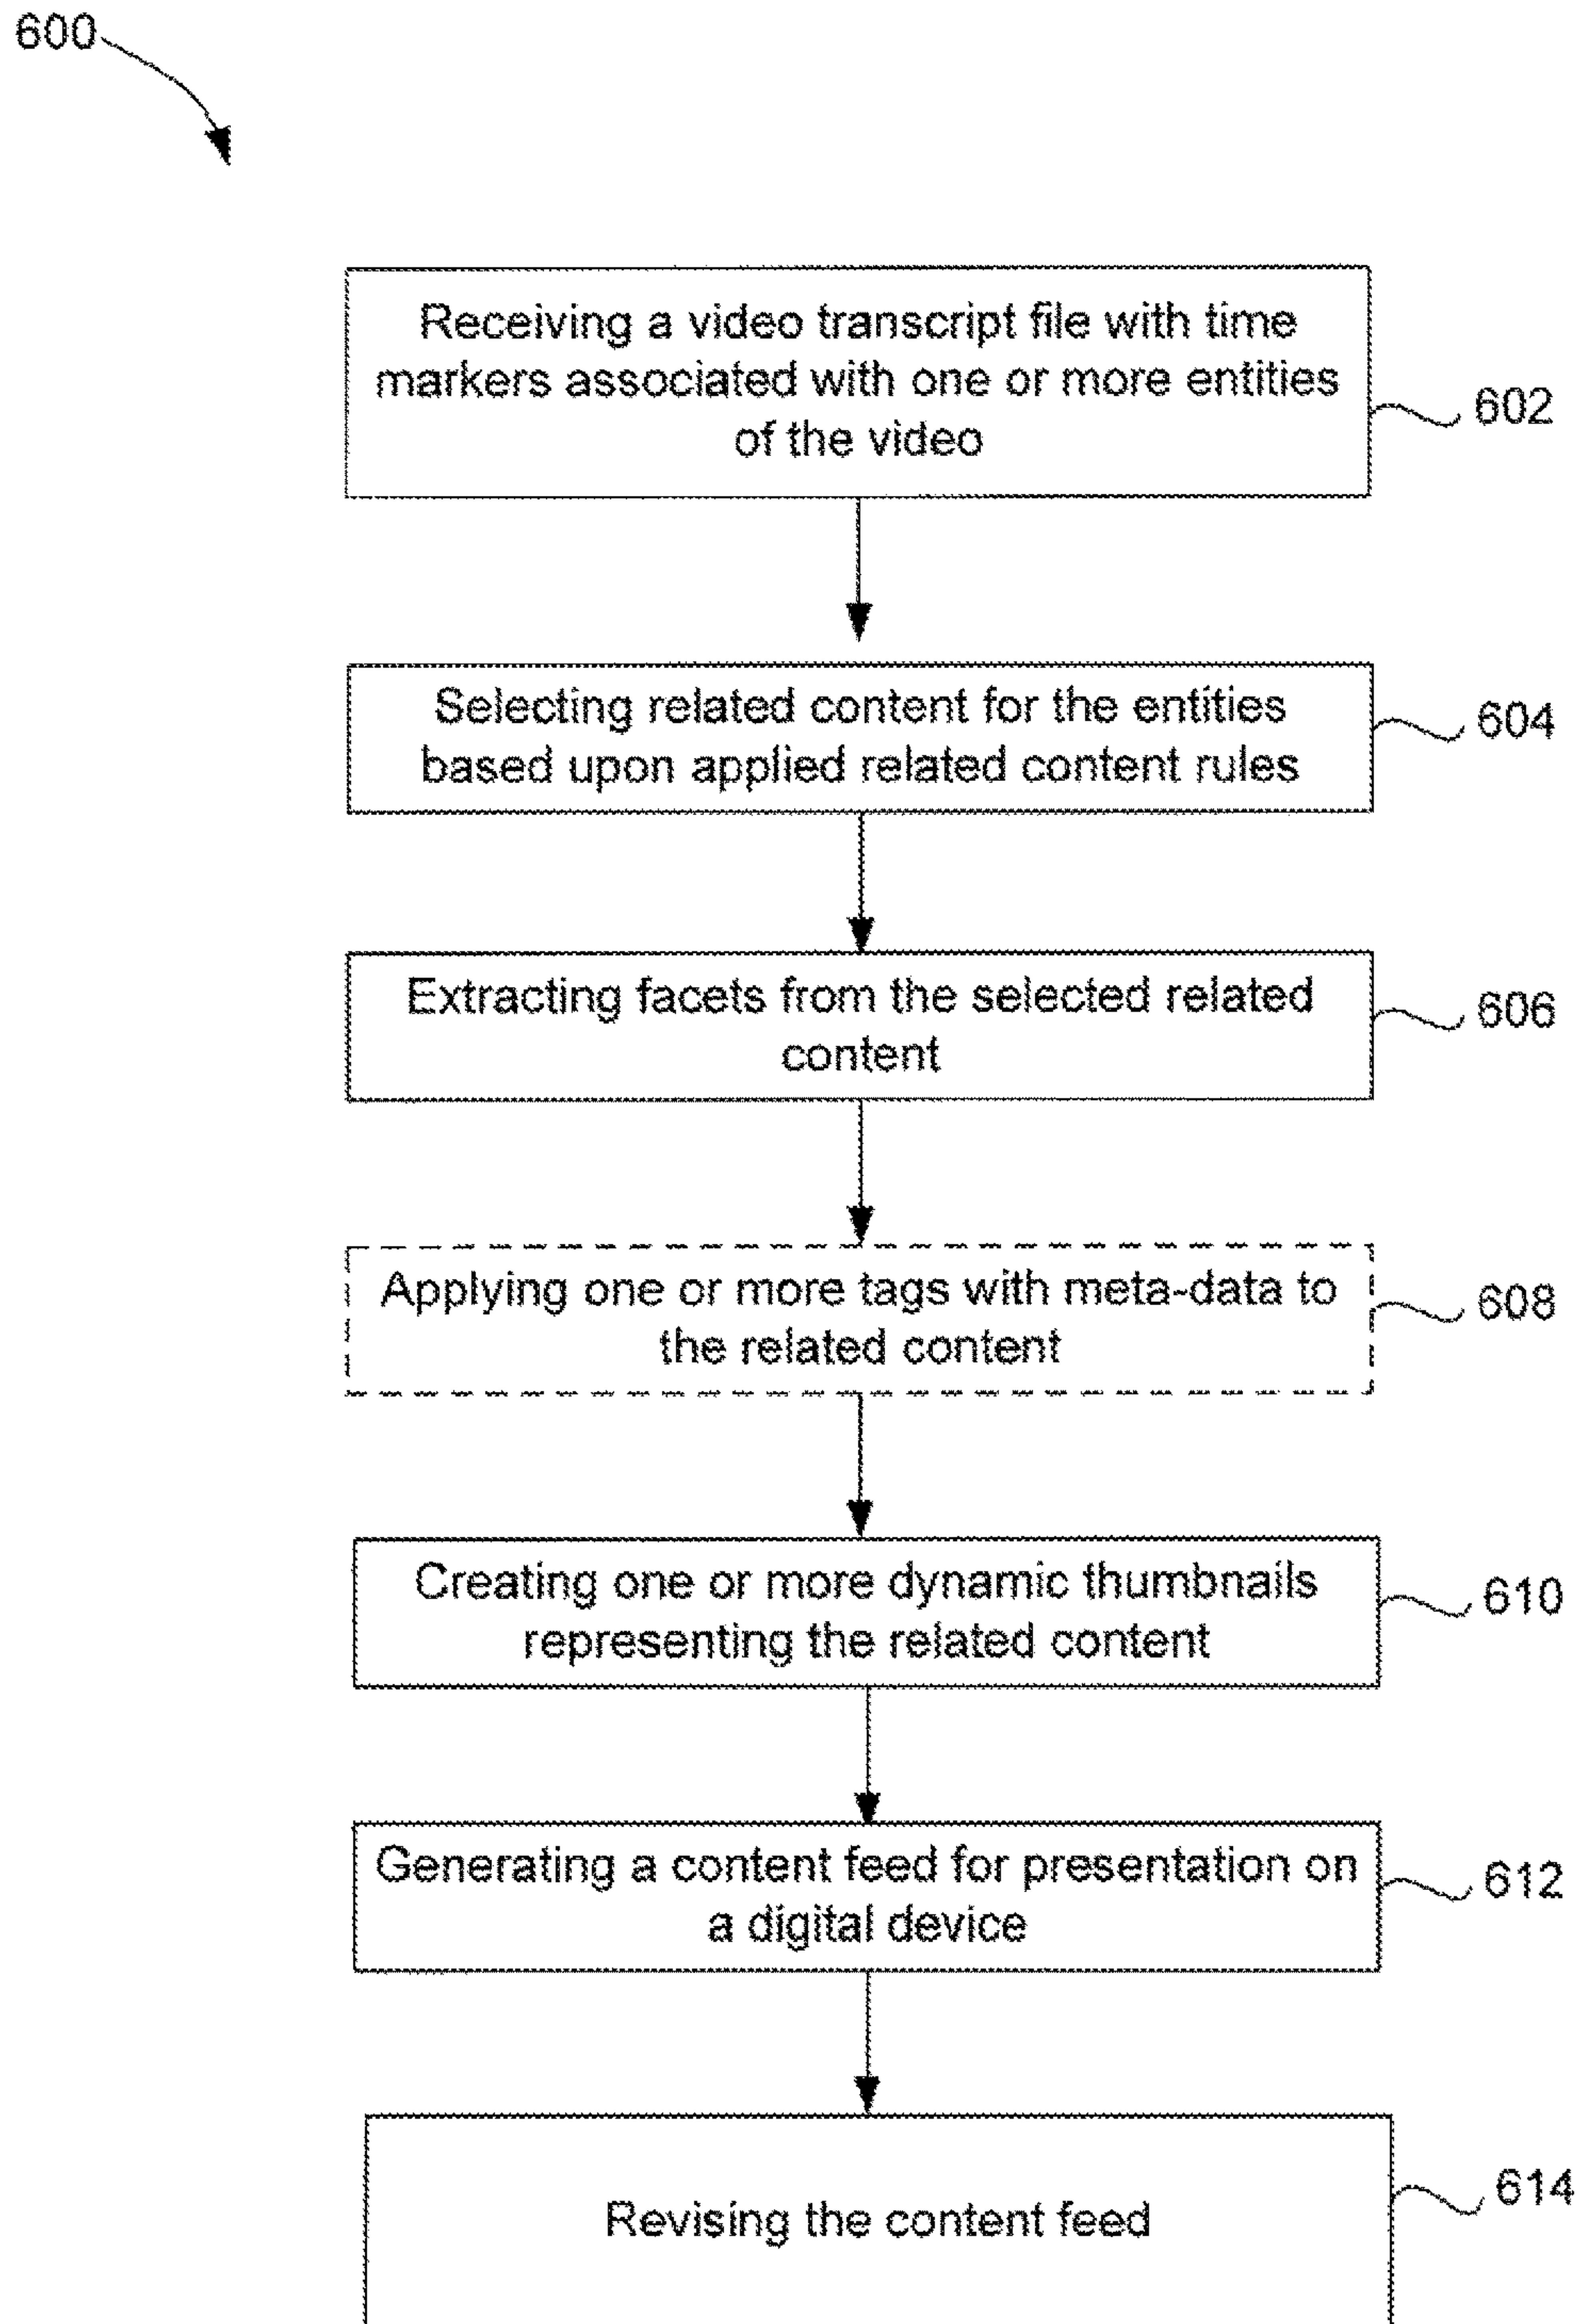 600
Receiving a video transcript file with time
markers associated with one or more entities
of the video
602
Selecting related content for the entities
based upon applied related content rules
604
Extracting facets from the selected related
content
606
Applying one or more tags with meta-data to
the related content
608
Creating one or more dynamic thumbnails
representing the related content
610
Generating a content feed for presentation on
a digital device
612
Revising the content feed
614